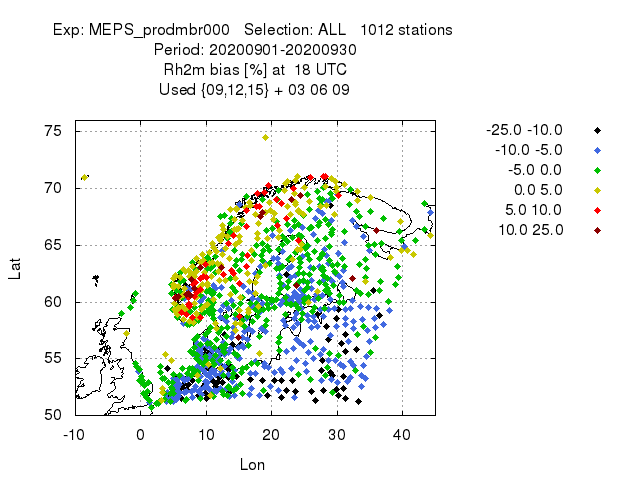 Exp: MEPS_prodmbr000 Selection: ALL 1012 stations
Period: 20200901-20200930
Rh2m bias [%] at 18 UTC
Used {09,12,15} + 03 06 09
-25.0 -10.0
-10.0 -5.0
-5.0 0.0
0.0 5.0
5.0 10.0
10.0 25.0
75
70
65
60
55
50
Lat
-10 0 10 20 30 40
Lon